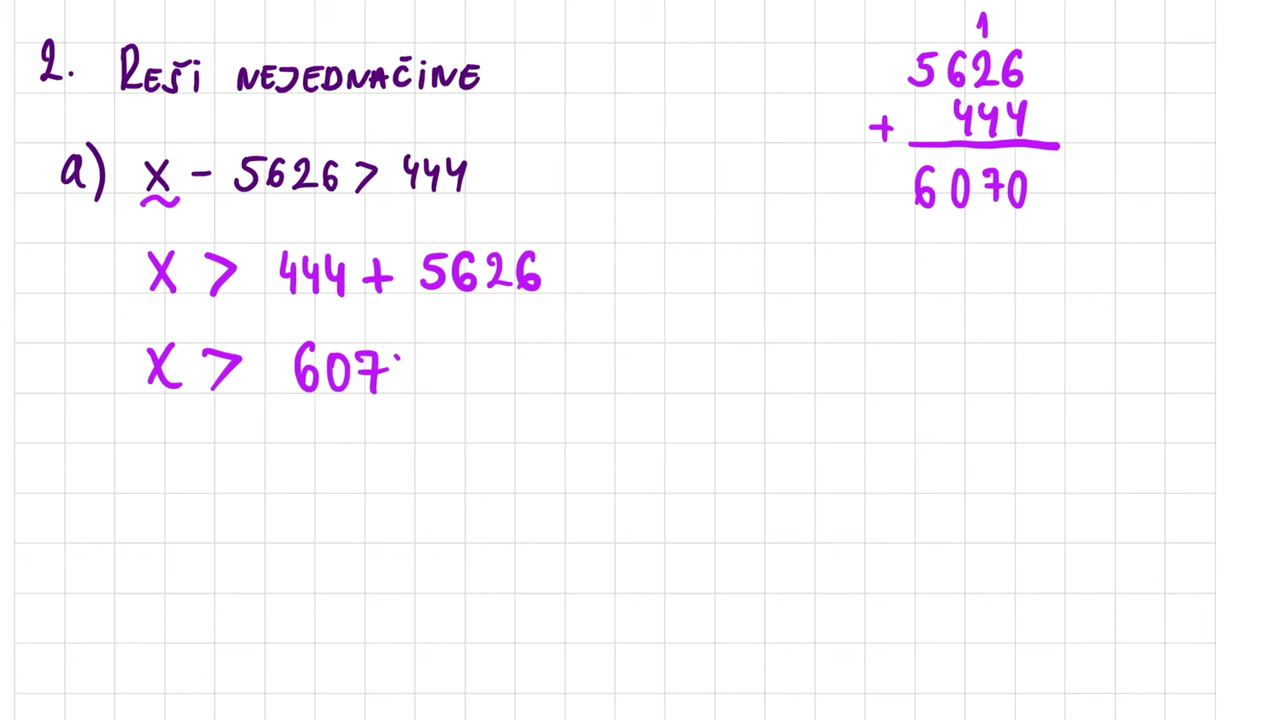 2. REŠI NEJEDNAČINE
a) x - 5626 > 444
x > 444 + 5626
x > 607
1
5626
+ 444
6070